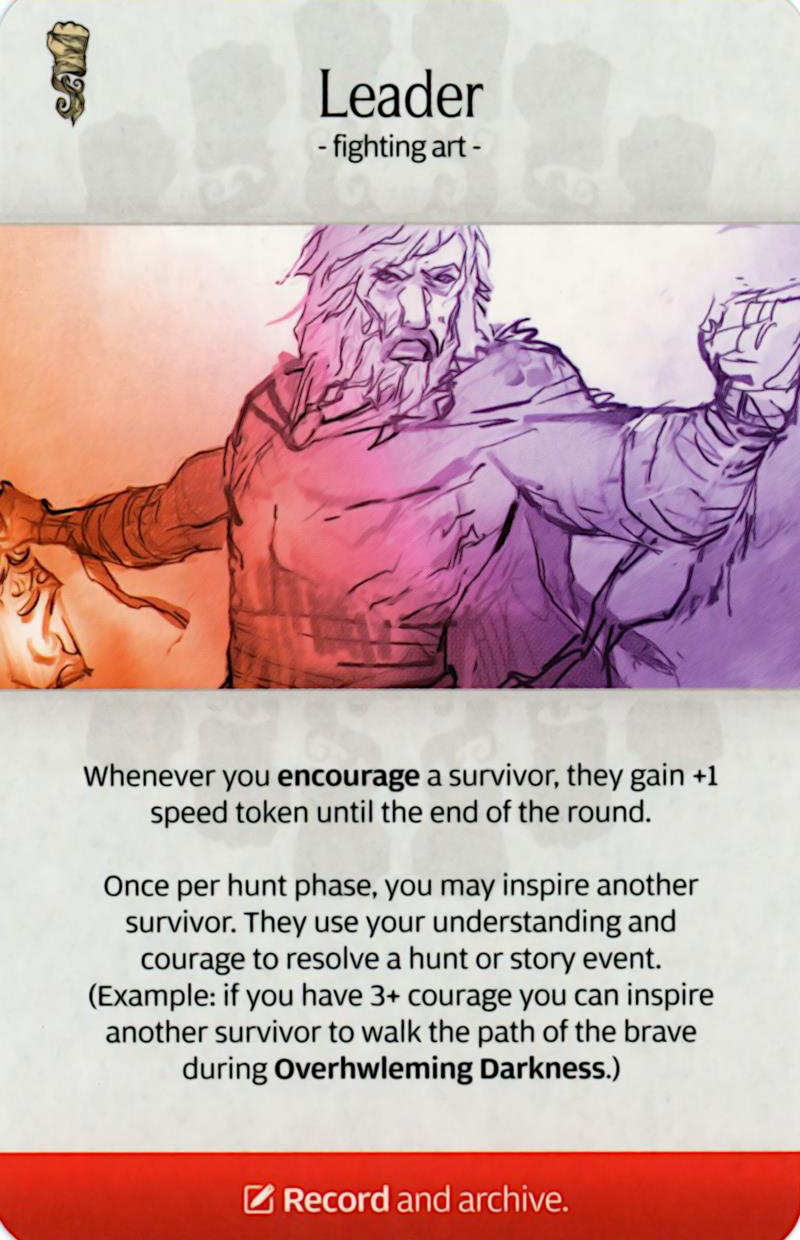 Leader
- fighting art -
Whenever you encourage a survivor, they gain +1
speed token until the end of the round.
Once per hunt phase, you may inspire another
survivor. They use your understanding and
courage to resolve a hunt or story event.
(Example: if you have 3+ courage you can inspire
another survivor to walk the path of the brave
during Overhwleming Darkness.)
Record and archive.